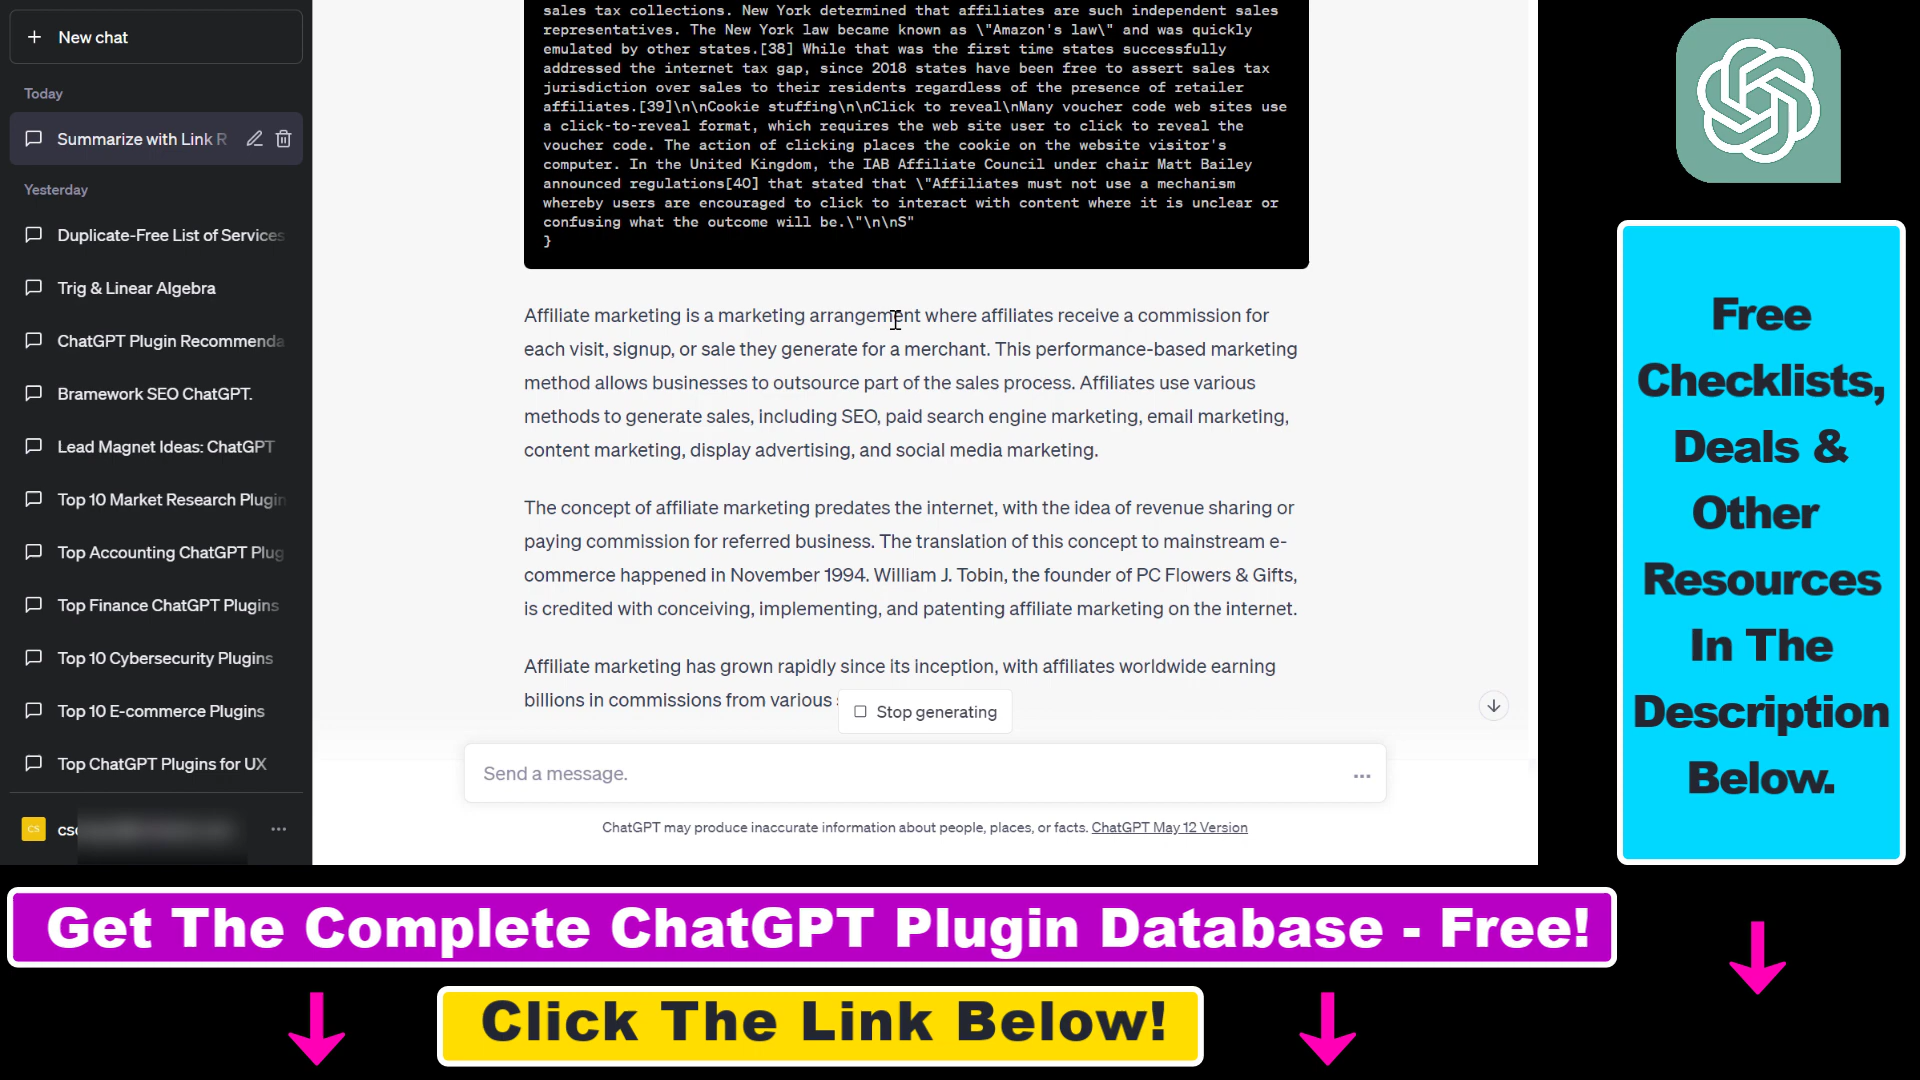 New chat
Today
Summarize with Link R
Yesterday
Duplicate-Free List of Services
Trig & Linear Algebra
ChatGPT Plugin Recommenda
Bramework SEO ChatGPT.
Lead Magnet Ideas: ChatGPT
Top 10 Market Research Plugin
Top Accounting ChatGPT Plug
Top Finance ChatGPT Plugins
Top 10 Cybersecurity Plugins
Top 10 E-commerce Plugins
Top ChatGPT Plugins for UX
CS
cs
sales tax collections. New York determined that affiliates are such independent sales
representatives. The New York law became known as \"Amazon's law\" and was quickly
emulated by other states.[38] While that was the first time states successfully
addressed the internet tax gap, since 2018 states have been free to assert sales tax
jurisdiction over sales to their residents regardless of the presence of retailer
affiliates.[39]\n\nCookie stuffing\n\nClick to reveal\nMany voucher code web sites use
a click-to-reveal format, which requires the web site user to click to reveal the
voucher code. The action of clicking places the cookie on the website visitor's
computer. In the United Kingdom, the IAB Affiliate Council under chair Matt Bailey
announced regulations[40] that stated that \"Affiliates must not use a mechanism
whereby users are encouraged to click to interact with content where it is unclear or
confusing what the outcome will be.\"\n\nS"
}
Affiliate marketing is a marketing arrangement where affiliates receive a commission for
each visit, signup, or sale they generate for a merchant. This performance-based marketing
method allows businesses to outsource part of the sales process. Affiliates use various
methods to generate sales, including SEO, paid search engine marketing, email marketing,
content marketing, display advertising, and social media marketing.
The concept of affiliate marketing predates the internet, with the idea of revenue sharing or
paying commission for referred business. The translation of this concept to mainstream e-
commerce happened in November 1994. William J. Tobin, the founder of PC Flowers & Gifts,
is credited with conceiving, implementing, and patenting affiliate marketing on the internet.
Affiliate marketing has grown rapidly since its inception, with affiliates worldwide earning
billions in commissions from various
Stop generating
Send a message.
ChatGPT may produce inaccurate information about people, places, or facts. ChatGPT May 12 Version
Free
Checklists,
Deals &
Other
Resources
In The
Description
Below.
Get The Complete ChatGPT Plugin Database - Free!
Click The Link Below!